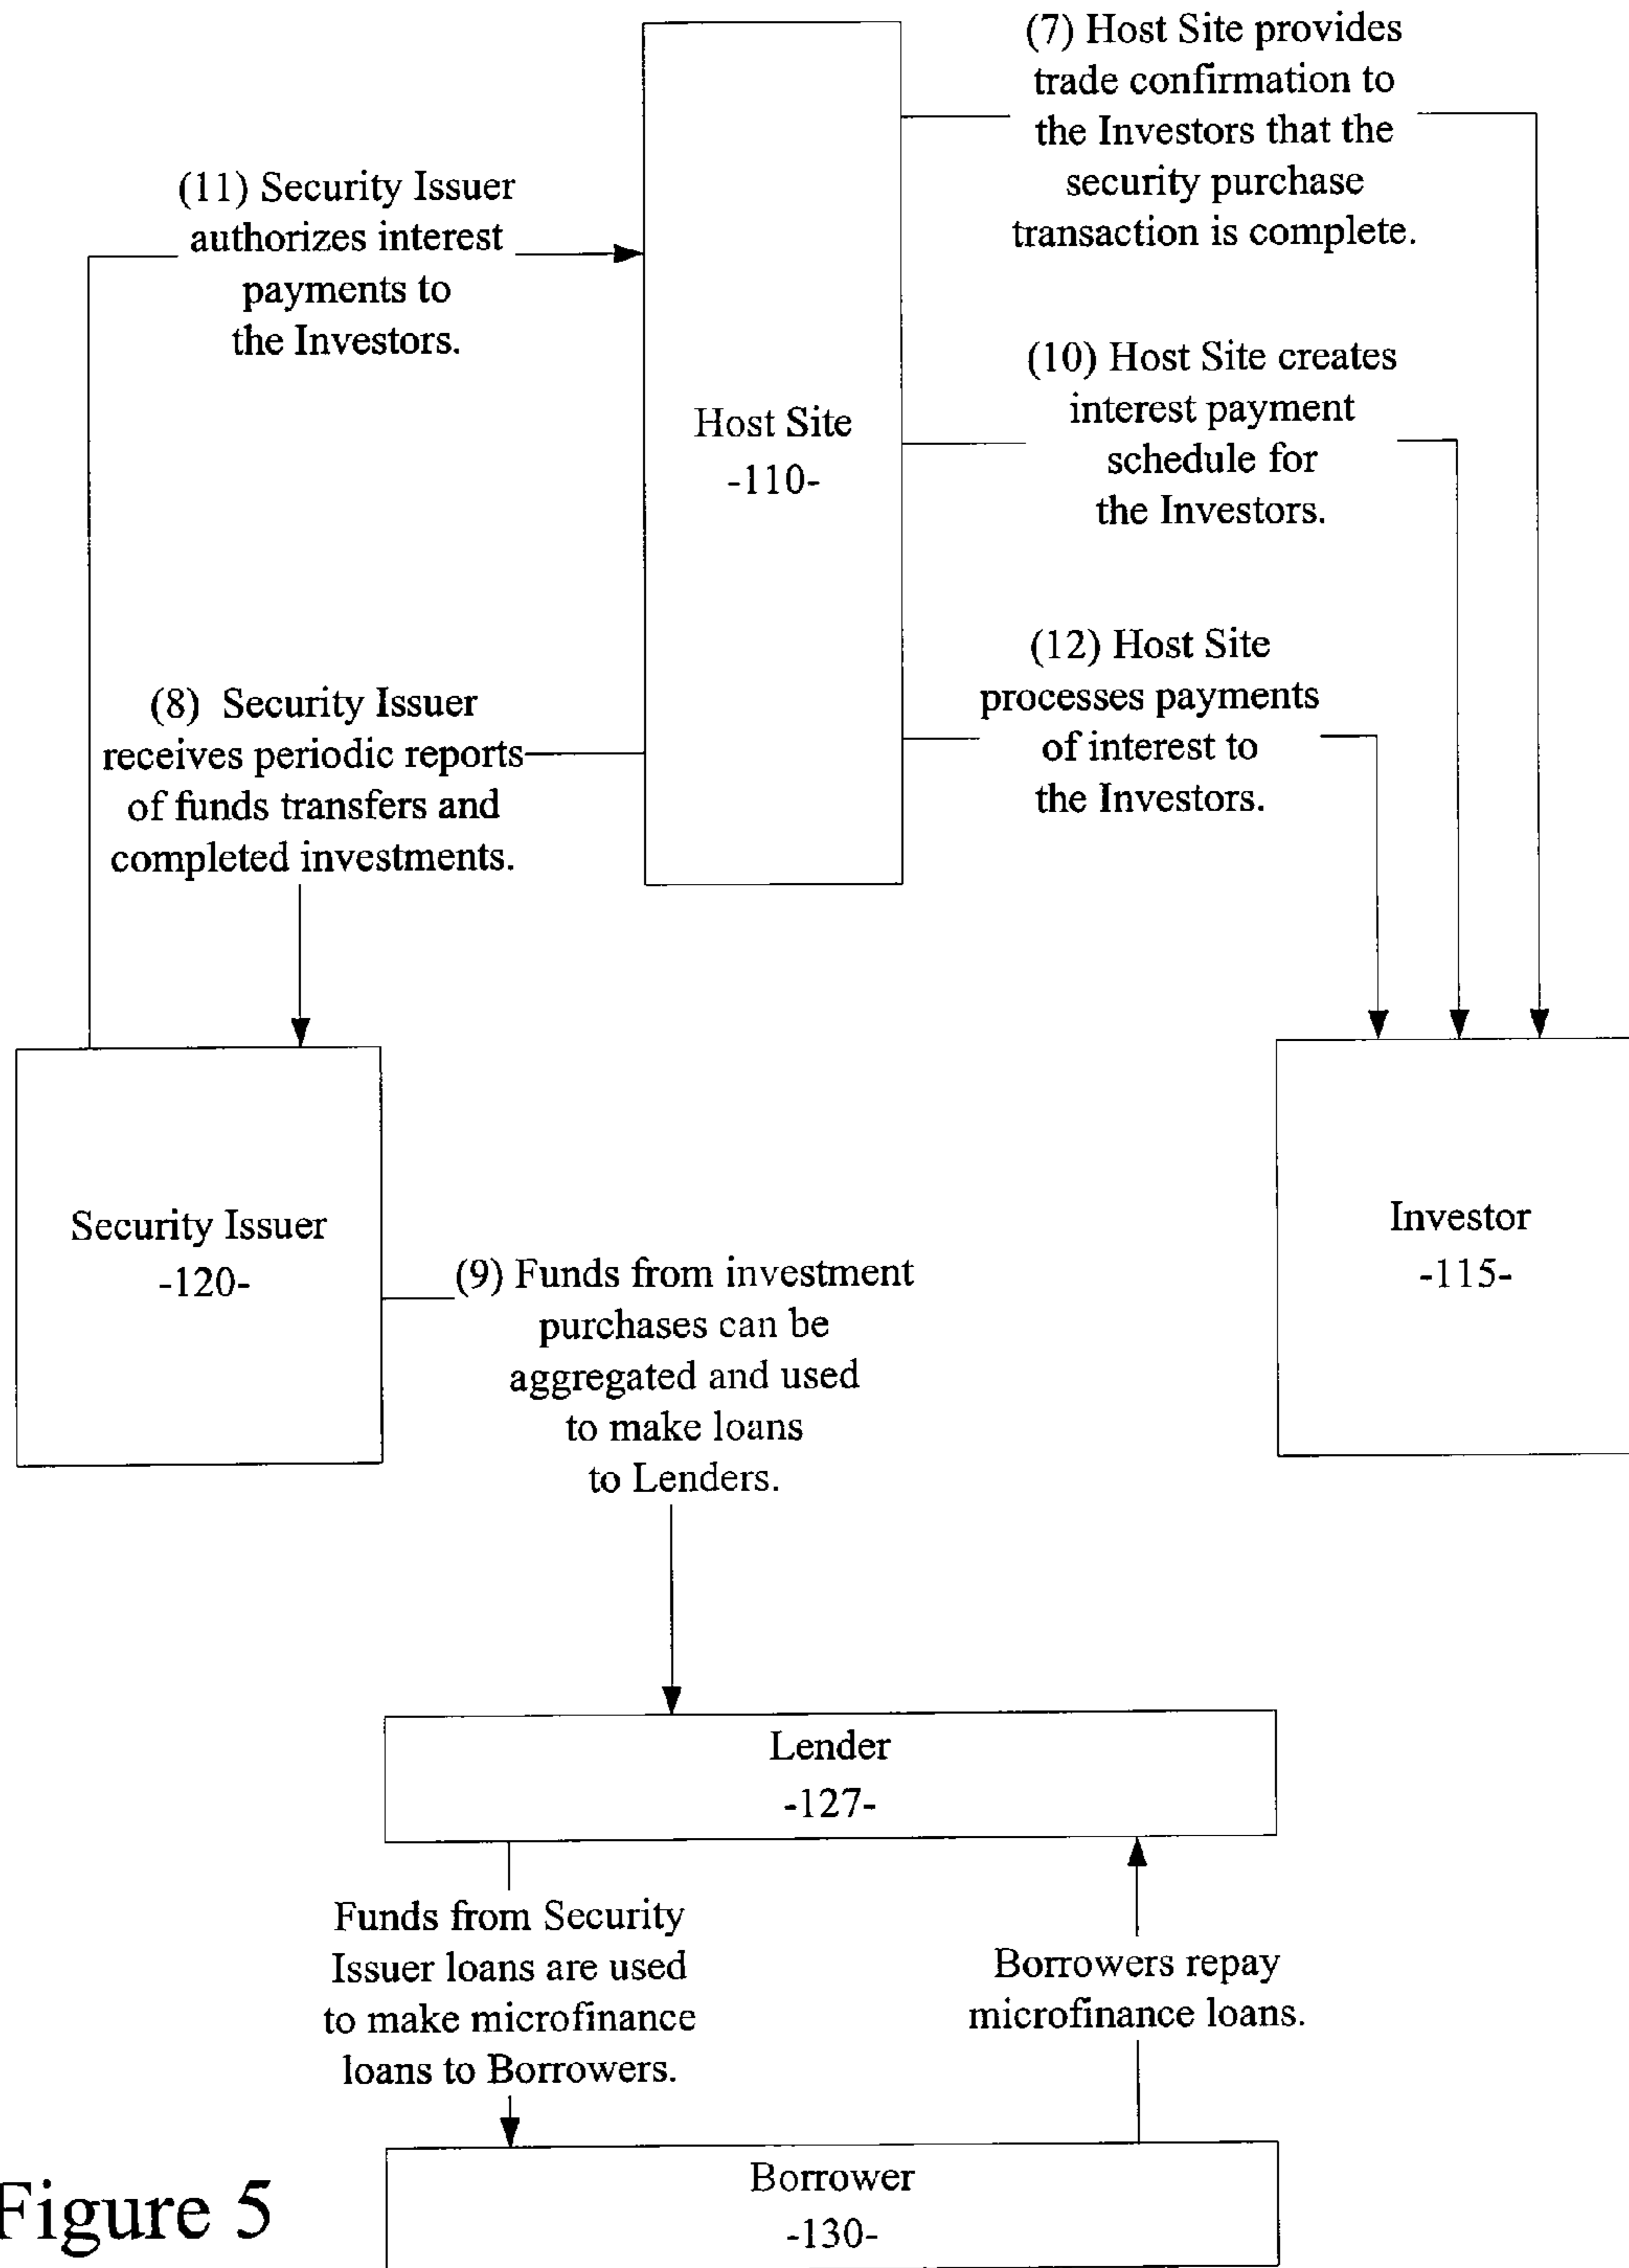 (7) Host Site provides
trade confirmation to
the Investors that the
security purchase
transaction is complete.
(11) Security Issuer
authorizes interest
payments to
the Investors.
(10) Host Site creates
interest payment
schedule for
the Investors.
Host Site
-110-
(12) Host Site
processes payments
of interest to
the Investors.
(8) Security Issuer
receives periodic reports
of funds transfers and
completed investments.
Security Issuer
-120-
Investor
-115-
(9) Funds from investment
purchases can be
aggregated and used
to make loans
to Lenders.
Lender
-127-
Funds from Security
Issuer loans are used
to make microfinance
loans to Borrowers.
Borrowers repay
microfinance loans.
Borrower
-130-
Figure 5